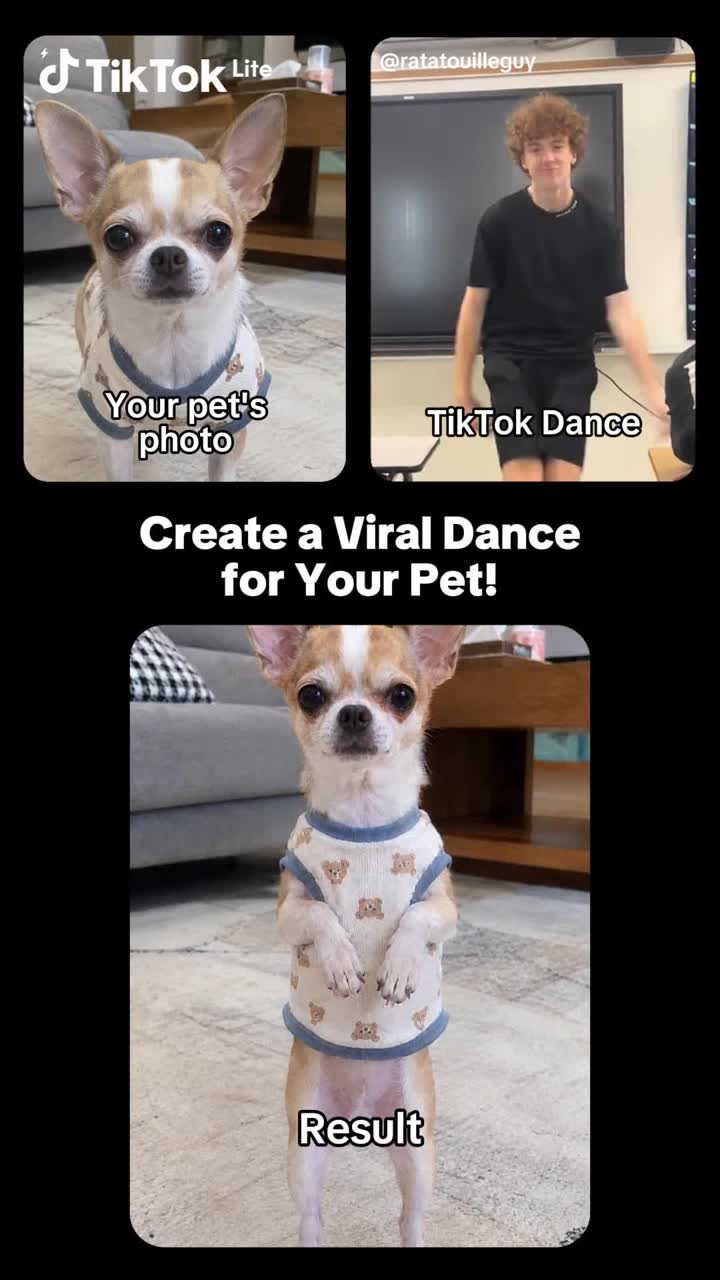 TikTok Lite
@ratatouilleguy
Your pet's
photo
TikTok Dance
Create a Viral Dance
for Your Pet!
Result